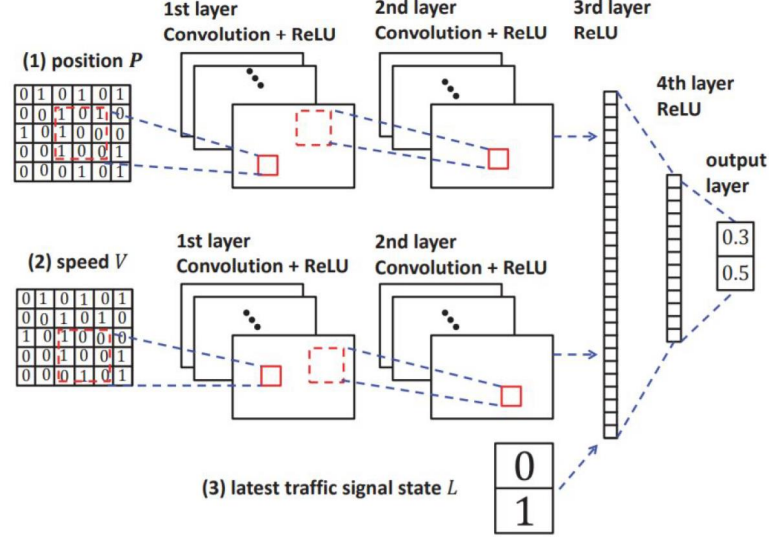 1st layer
Convolution + ReLU
2nd layer
Convolution + ReLU
3rd layer
ReLU
(1) position P
0 1 0 1 0 1
0 0 1 0 1 0
1 0 1 0 0 0
0 0 1 0 0 1
0 0 0 1 0 1
4th layer
ReLU
output
layer
0.3
0.5
1st layer
Convolution + ReLU
2nd layer
Convolution + ReLU
(2) speed V
0 1 0 1 0 1
0 0 1 0 1 0
1 0 1 0 0 0
0 0 1 0 0 1
0 0 0 1 0 1
(3) latest traffic signal state L
0
1